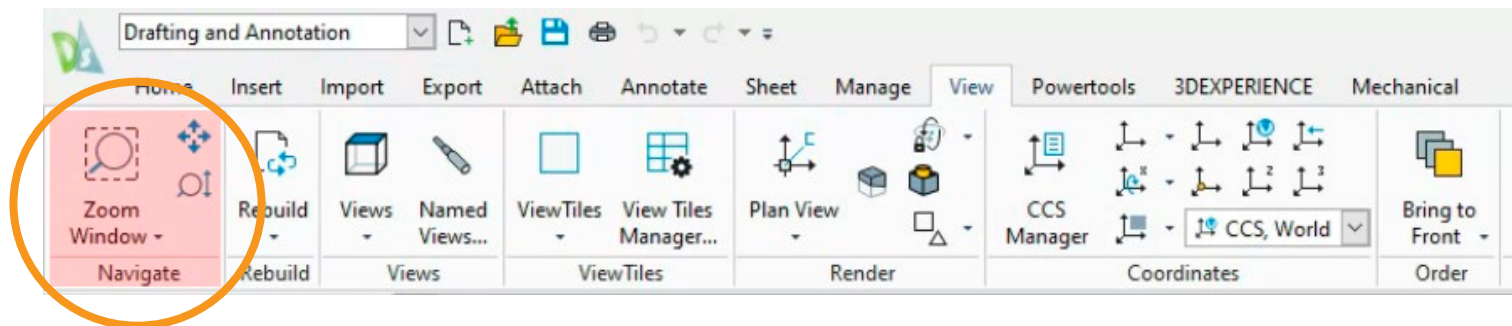 Drafting and Annotation
Home Insert Import Export Attach Annotate Sheet Manage View Powertools 3DEXPERIENCE Mechanical
Zoom Window Rebuild Views Named Views... ViewTiles View Tiles Manager... Plan View CCS Manager CCS, World Bring to Front
Navigate Rebuild Views ViewTiles Render Coordinates Order